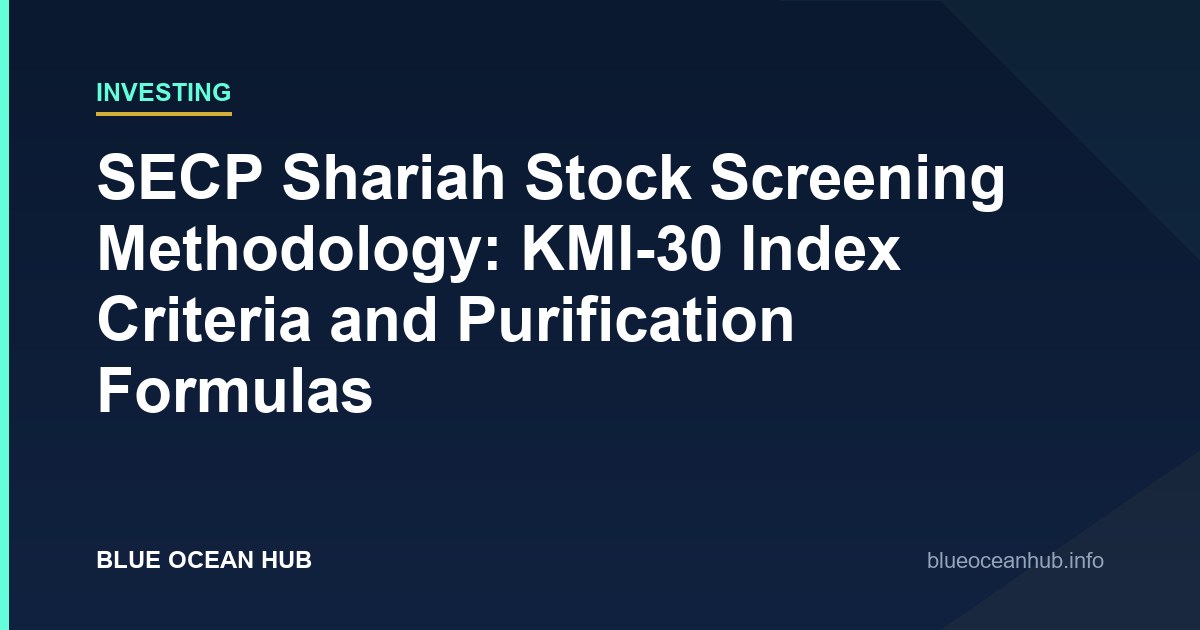 INVESTING
SECP Shariah Stock Screening
Methodology: KMI-30 Index
Criteria and Purification
Formulas
BLUE OCEAN HUB
blueoceanhub.info